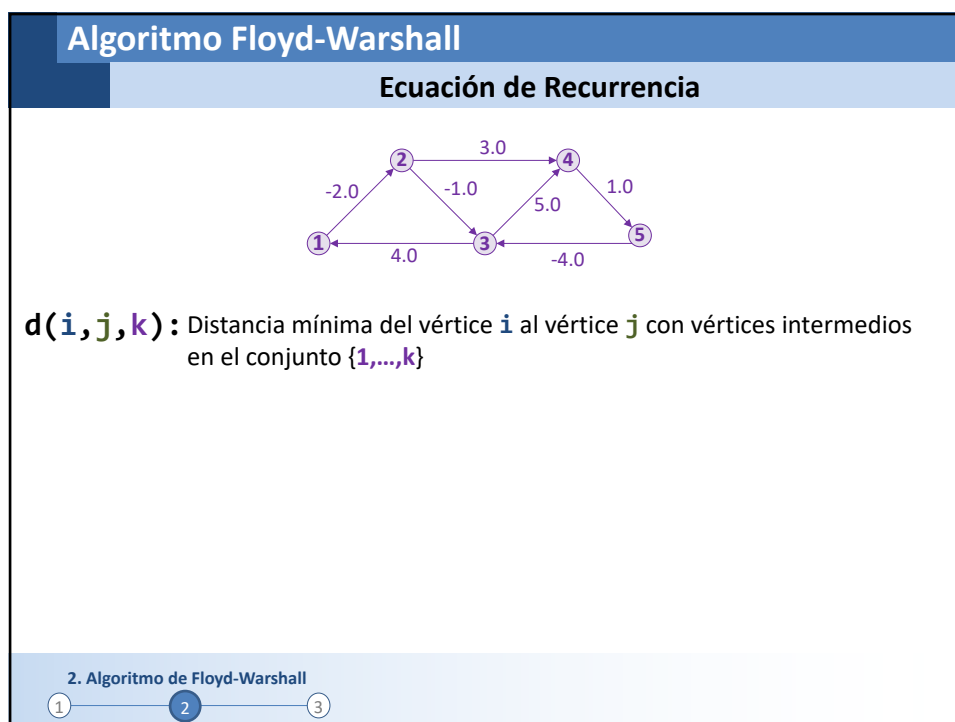 Algoritmo Floyd-Warshall
Ecuación de Recurrencia
3.0
2
4
-2.0
-1.0
1.0
5.0
1
3
5
4.0
-4.0
d(i,j,k): Distancia mínima del vértice i al vértice j con vértices intermedios
en el conjunto {1,...,k}
2. Algoritmo de Floyd-Warshall
1 2 3